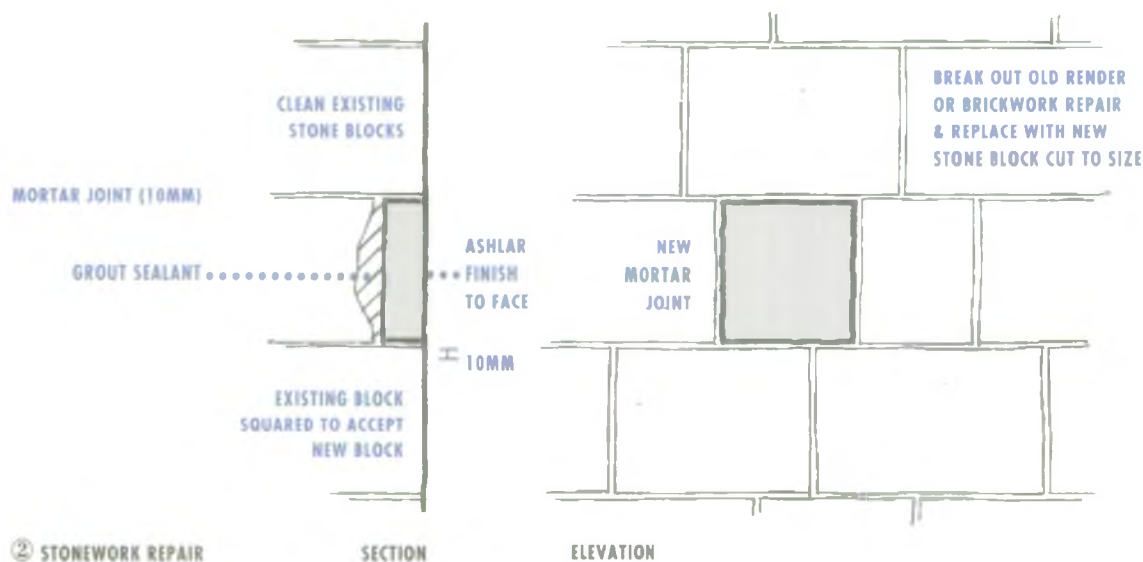 CLEAN EXISTING
STONE BLOCKS
MORTAR JOINT (10MM)
GROUT SEALANT
ASHLAR
FINISH
TO FACE
10MM
EXISTING BLOCK
SQUARED TO ACCEPT
NEW BLOCK
BREAK OUT OLD RENDER
OR BRICKWORK REPAIR
& REPLACE WITH NEW
STONE BLOCK CUT TO SIZE
NEW
MORTAR
JOINT
② STONEWORK REPAIR
SECTION
ELEVATION